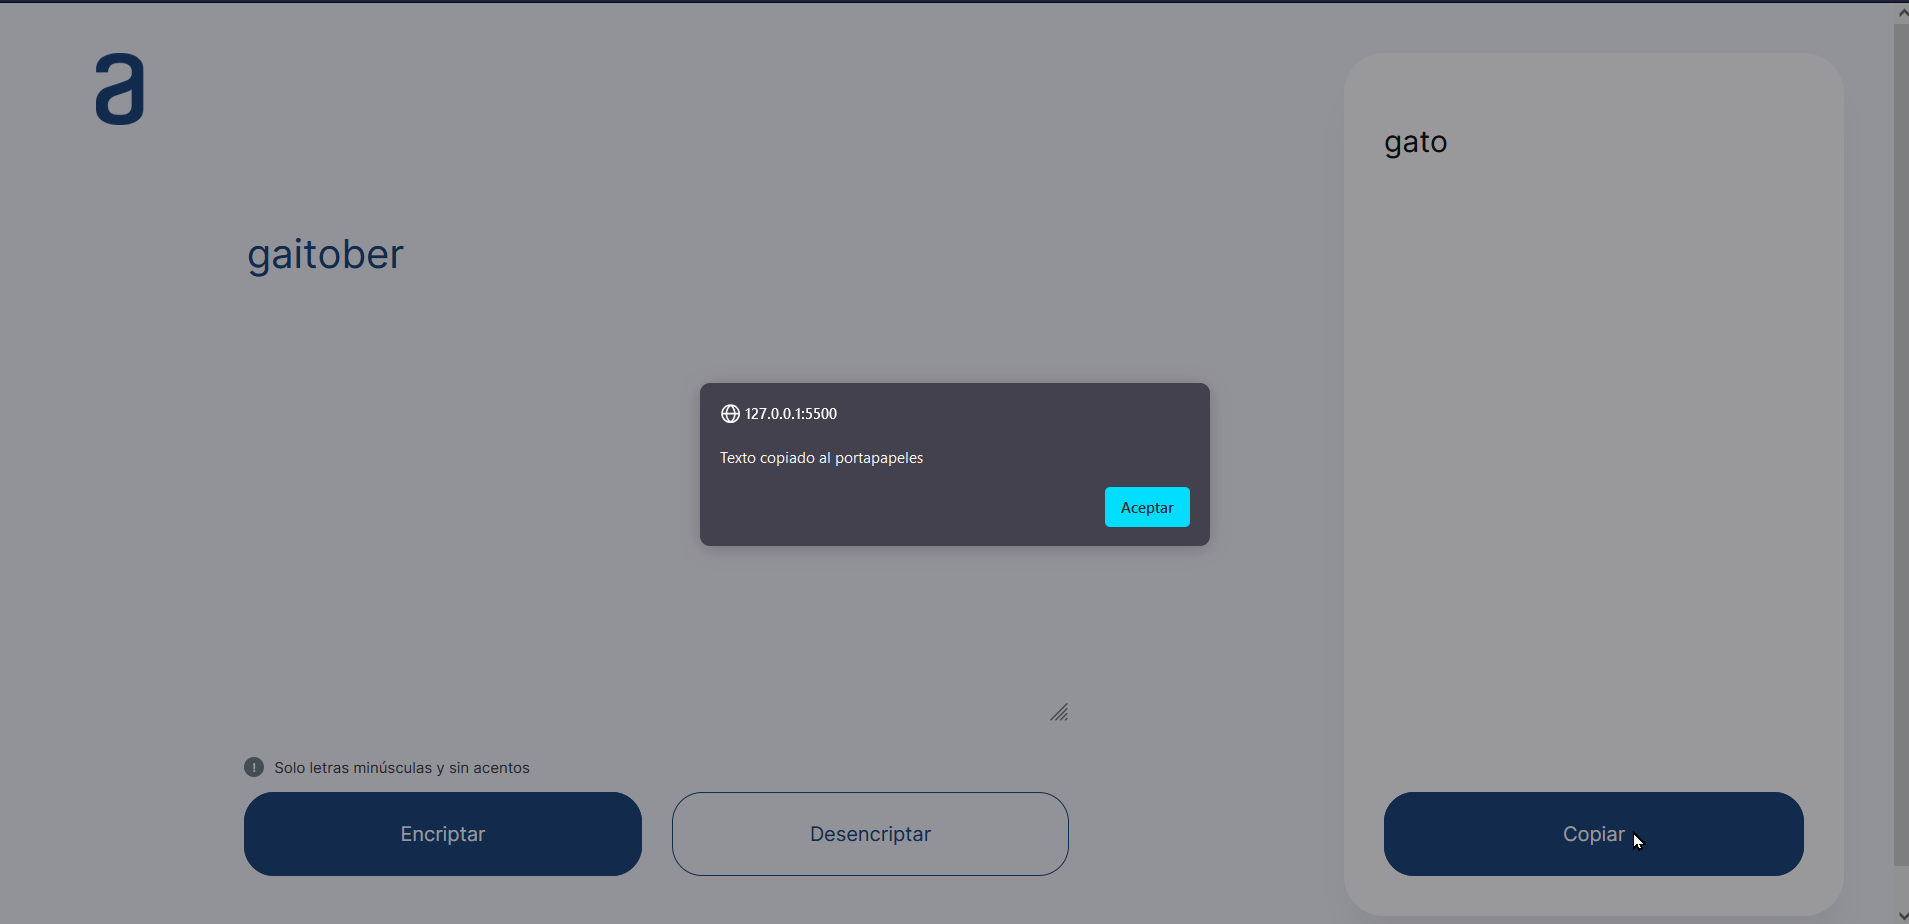 a
gaitober
gato
127.0.0.1:5500
Texto copiado al portapapeles
Aceptar
! Solo letras minúsculas y sin acentos
Encriptar
Desencriptar
Copiar